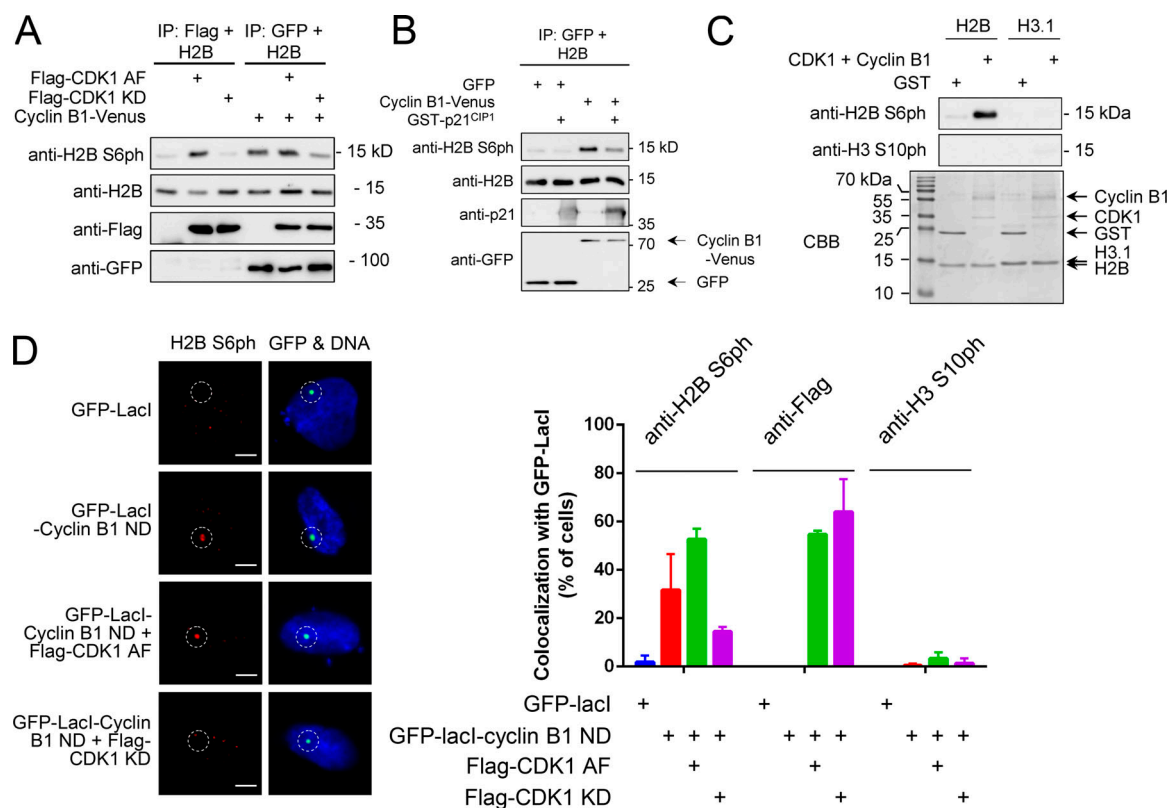 A
IP: Flag + H2B
IP: GFP + H2B
Flag-CDK1 AF + +
Flag-CDK1 KD + +
Cyclin B1-Venus + + +
anti-H2B S6ph - 15 kD
anti-H2B - 15
anti-Flag - 35
anti-GFP - 100
B
IP: GFP + H2B
GFP + +
Cyclin B1-Venus + +
GST-p21CIP1 + +
anti-H2B S6ph 15 kD
anti-H2B 15
anti-p21
35
anti-GFP
70
Cyclin B1
-Venus
25
GFP
C
H2B H3.1
CDK1 + Cyclin B1 + +
GST + +
anti-H2B S6ph - 15 kDa
anti-H3 S10ph - 15
CBB
70 kDa
55
35
25
15
10
Cyclin B1
CDK1
GST
H3.1
H2B
D
H2B S6ph GFP & DNA
GFP-LacI
GFP-LacI
-Cyclin B1 ND
GFP-LacI-
Cyclin B1 ND +
Flag-CDK1 AF
GFP-LacI-Cyclin
B1 ND + Flag-
CDK1 KD
anti-H2B S6ph
anti-Flag
anti-H3 S10ph
Colocalization with GFP-LacI
(% of cells)
100
80
60
40
20
0
GFP-lacI + + +
GFP-lacI-cyclin B1 ND + + + + + + + + +
Flag-CDK1 AF + + +
Flag-CDK1 KD + + +